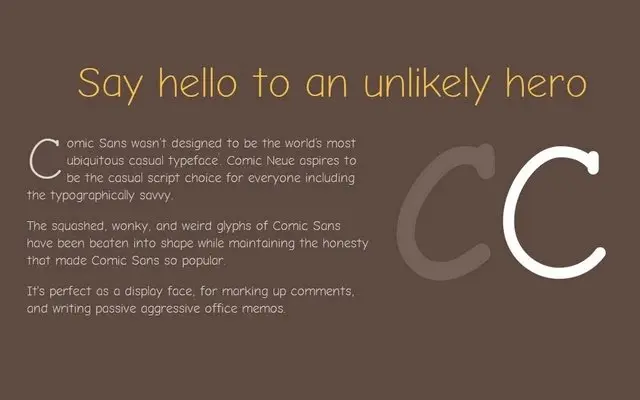 Say hello to an unlikely hero
Comic Sans wasn't designed to be the world's most
ubiquitous casual typeface. Comic Neue aspires to
be the casual script choice for everyone including
the typographically savvy.
The squashed, wonky, and weird glyphs of Comic Sans
have been beaten into shape while maintaining the honesty
that made Comic Sans so popular.
It's perfect as a display face, for marking up comments,
and writing passive aggressive office memos.
C C